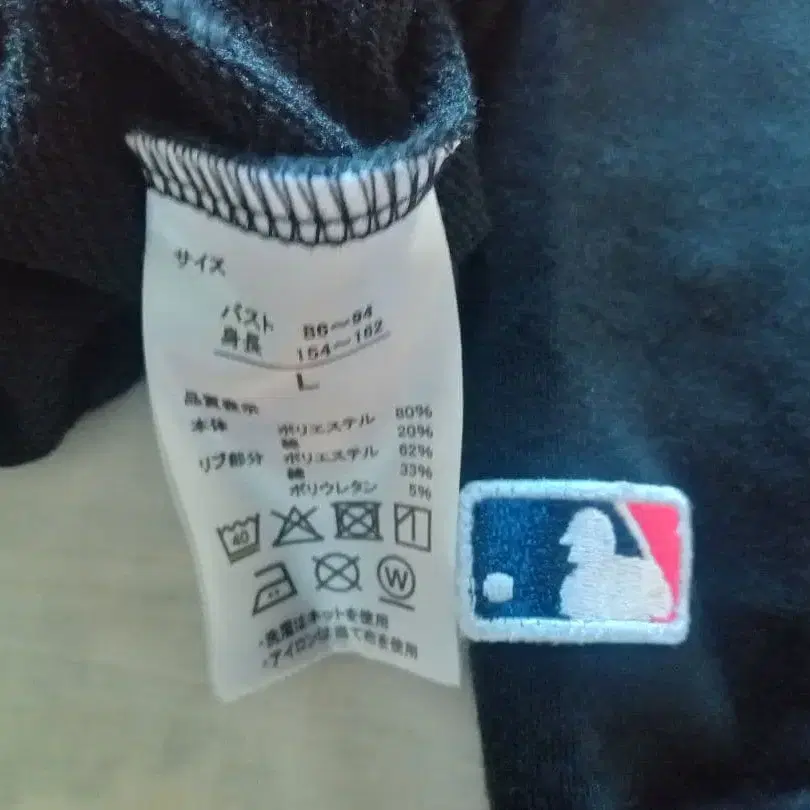 サイズ
バスト 86~94
身長 154~162
L
品質表示
本体 ポリエステル 80%
綿 20%
リブ部分 ポリエステル 62%
綿 33%
ポリウレタン 5%
40
W
・洗濯はネットを使用
・アイロンは当て布を使用